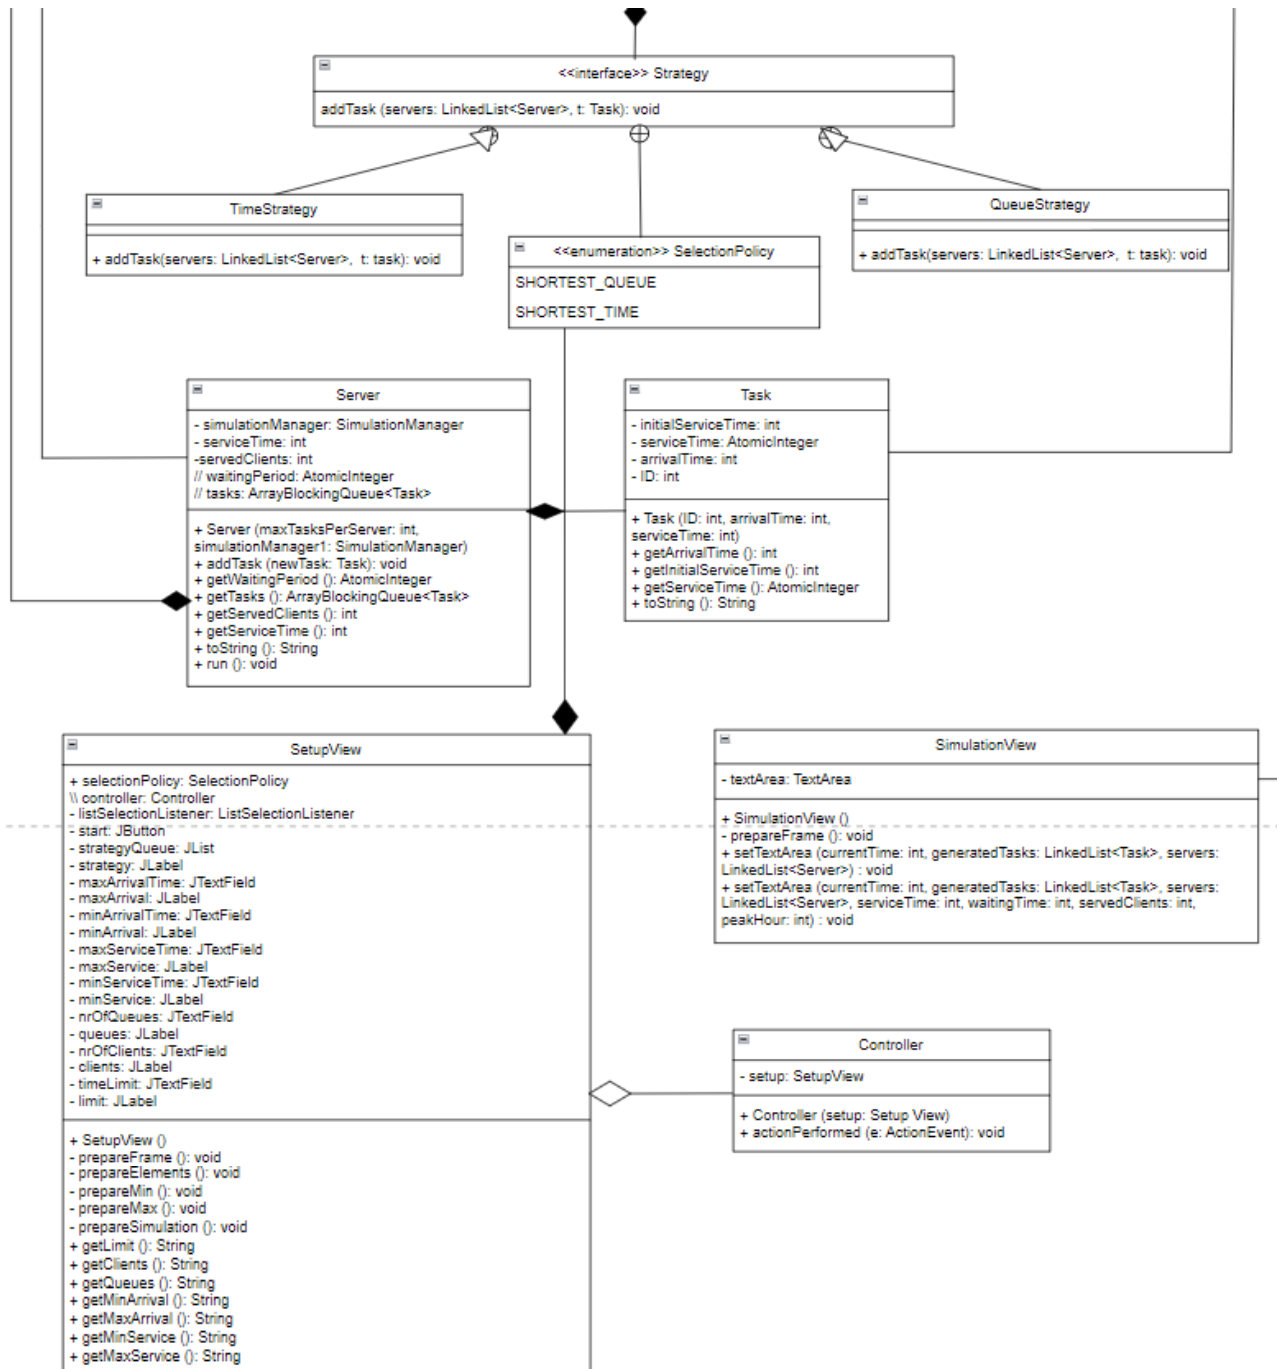 <<interface>> Strategy
addTask (servers: LinkedList<Server>, t: Task): void
TimeStrategy
+ addTask(servers: LinkedList<Server>, t: task): void
QueueStrategy
+ addTask(servers: LinkedList<Server>, t: task): void
<<enumeration>> SelectionPolicy
SHORTEST_QUEUE
SHORTEST_TIME
Server
- simulationManager: SimulationManager
- serviceTime: int
-servedClients: int
// waitingPeriod: AtomicInteger
// tasks: ArrayBlockingQueue<Task>
+ Server (maxTasksPerServer: int,
simulationManager1: SimulationManager)
+ addTask (newTask: Task): void
+ getWaitingPeriod (): AtomicInteger
+ getTasks (): ArrayBlockingQueue<Task>
+ getServedClients (): int
+ getServiceTime (): int
+ toString (): String
+ run (): void
Task
- initialServiceTime: int
- serviceTime: AtomicInteger
- arrivalTime: int
- ID: int
+ Task (ID: int, arrivalTime: int,
serviceTime: int)
+ getArrivalTime (): int
+ getInitialServiceTime (): int
+ getServiceTime (): AtomicInteger
+ toString (): String
SetupView
+ selectionPolicy: SelectionPolicy
\\ controller: Controller
- listSelectionListener: ListSelectionListener
- start: JButton
- strategyQueue: JList
- strategy: JLabel
- maxArrivalTime: JTextField
- maxArrival: JLabel
- minArrivalTime: JTextField
- minArrival: JLabel
- maxServiceTime: JTextField
- maxService: JLabel
- minServiceTime: JTextField
- minService: JLabel
- nrOfQueues: JTextField
- queues: JLabel
- nrOfClients: JTextField
- clients: JLabel
- timeLimit: JTextField
- limit: JLabel
+ SetupView ()
- prepareFrame (): void
- prepareElements (): void
- prepareMin (): void
- prepareMax (): void
- prepareSimulation (): void
+ getLimit (): String
+ getClients (): String
+ getQueues (): String
+ getMinArrival (): String
+ getMaxArrival (): String
+ getMinService (): String
+ getMaxService (): String
SimulationView
- textArea: TextArea
+ SimulationView ()
- prepareFrame (): void
+ setTextArea (currentTime: int, generatedTasks: LinkedList<Task>, servers:
LinkedList<Server>) : void
+ setTextArea (currentTime: int, generatedTasks: LinkedList<Task>, servers:
LinkedList<Server>, serviceTime: int, waitingTime: int, servedClients: int,
peakHour: int) : void
Controller
- setup: SetupView
+ Controller (setup: Setup View)
+ actionPerformed (e: ActionEvent): void